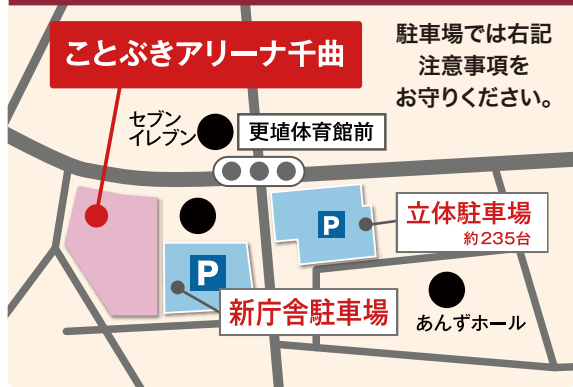 ことぶきアリーナ千曲
駐車場では右記
注意事項を
お守りください。
セブン
イレブン
更埴体育館前
P
立体駐車場
約235台
P
新庁舎駐車場
あんずホール